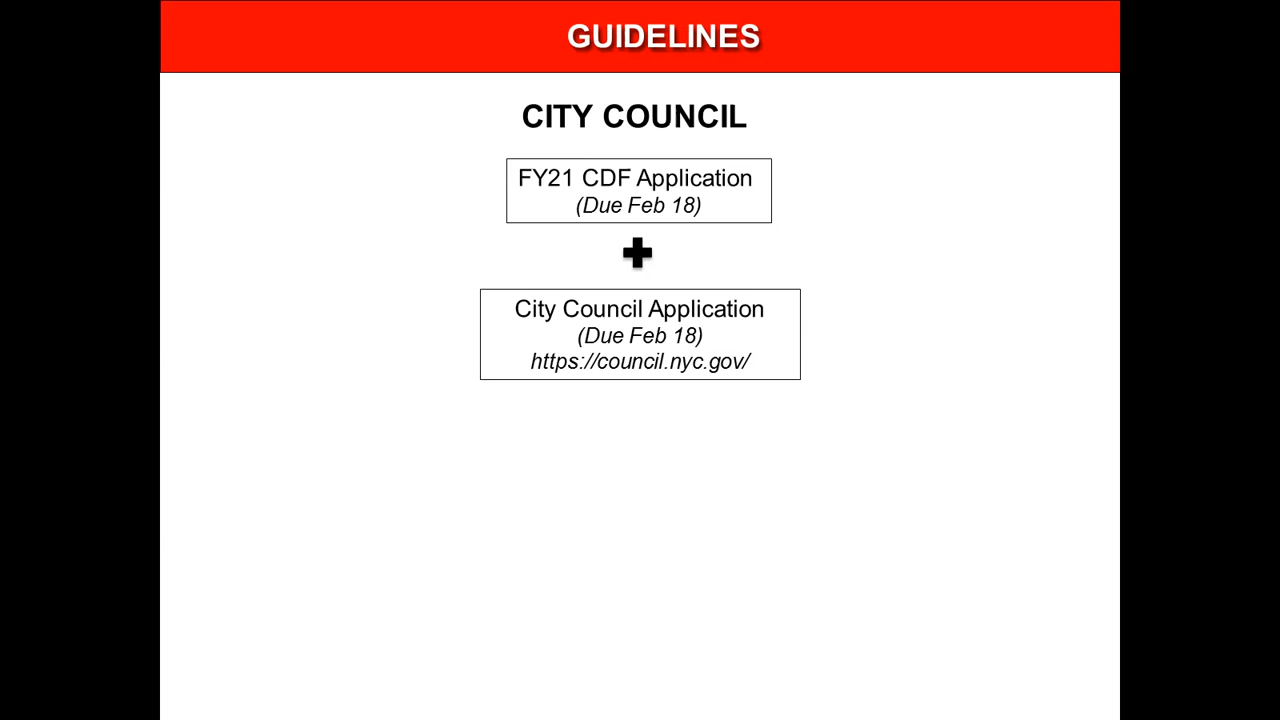 GUIDELINES
CITY COUNCIL
FY21 CDF Application
(Due Feb 18)
City Council Application
(Due Feb 18)
https://council.nyc.gov/